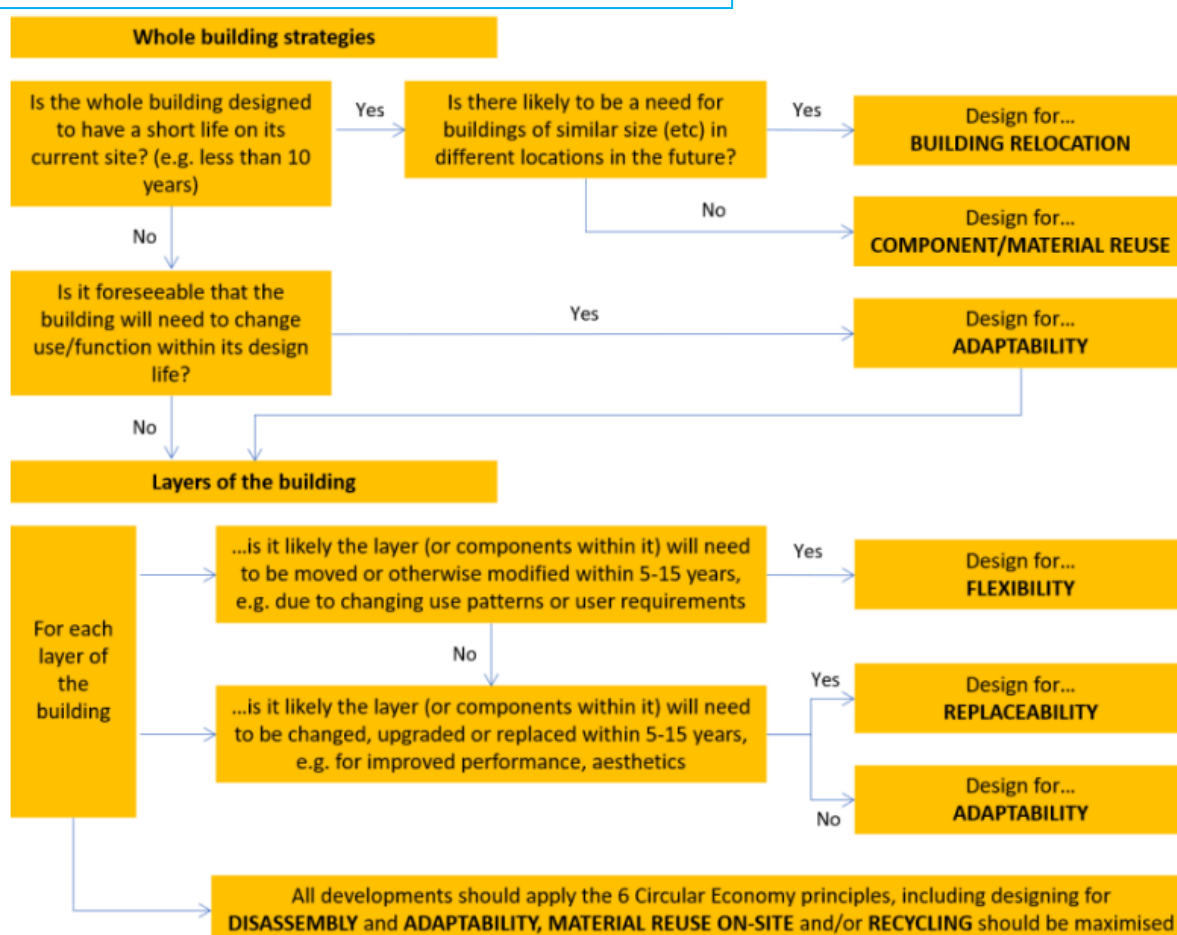 Whole building strategies
Is the whole building designed
to have a short life on its
current site? (e.g. less than 10
years)
Yes
Is there likely to be a need for
buildings of similar size (etc) in
different locations in the future?
Yes
Design for...
BUILDING RELOCATION
No
Design for...
COMPONENT/MATERIAL REUSE
No
Is it foreseeable that the
building will need to change
use/function within its design
life?
Yes
Design for...
ADAPTABILITY
No
Layers of the building
For each
layer of
the
building
...is it likely the layer (or components within it) will need
to be moved or otherwise modified within 5-15 years,
e.g. due to changing use patterns or user requirements
Yes
Design for...
FLEXIBILITY
No
...is it likely the layer (or components within it) will need
to be changed, upgraded or replaced within 5-15 years,
e.g. for improved performance, aesthetics
Yes
Design for...
REPLACEABILITY
No
Design for...
ADAPTABILITY
All developments should apply the 6 Circular Economy principles, including designing for
DISASSEMBLY and ADAPTABILITY, MATERIAL REUSE ON-SITE and/or RECYCLING should be maximised